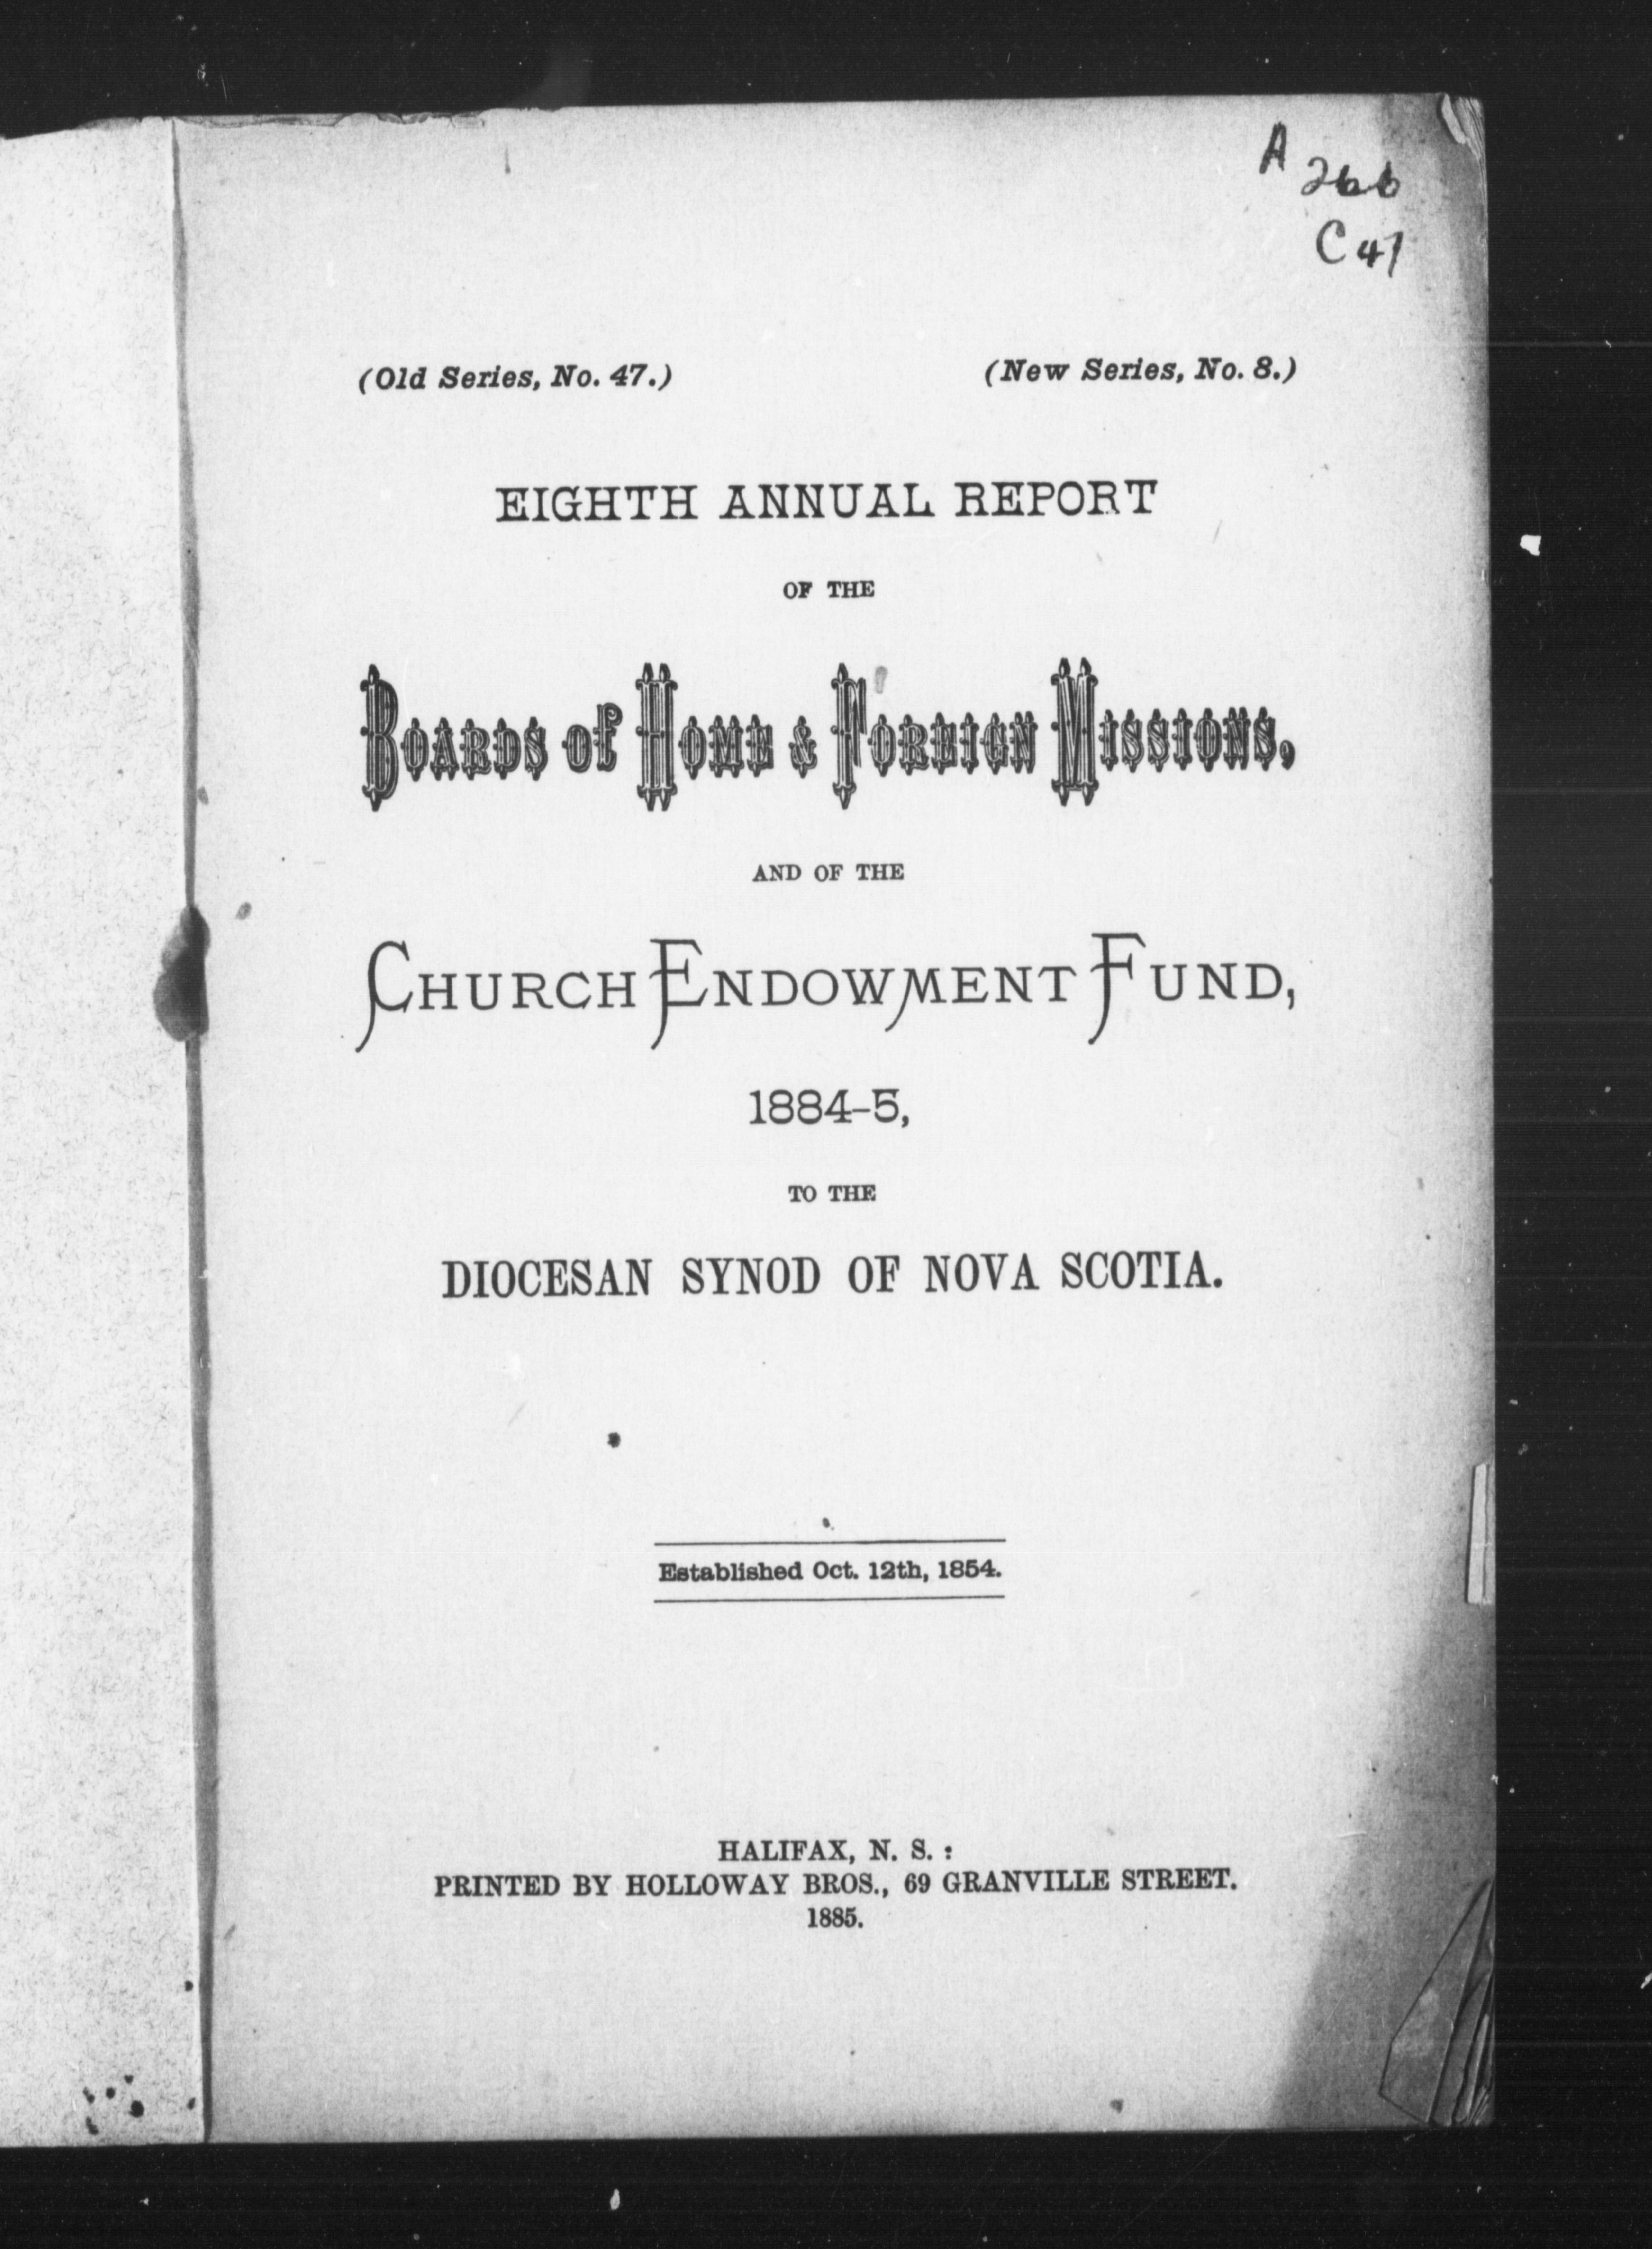 A 266
C 47
(Old Series, No. 47.) (New Series, No. 8.)
EIGHTH ANNUAL REPORT
OF THE
BOARDS OF HOME & FOREIGN MISSIONS,
AND OF THE
CHURCH ENDOWMENT FUND,
1884-5,
TO THE
DIOCESAN SYNOD OF NOVA SCOTIA.
Established Oct. 12th, 1854.
HALIFAX, N. S. :
PRINTED BY HOLLOWAY BROS., 69 GRANVILLE STREET.
1885.